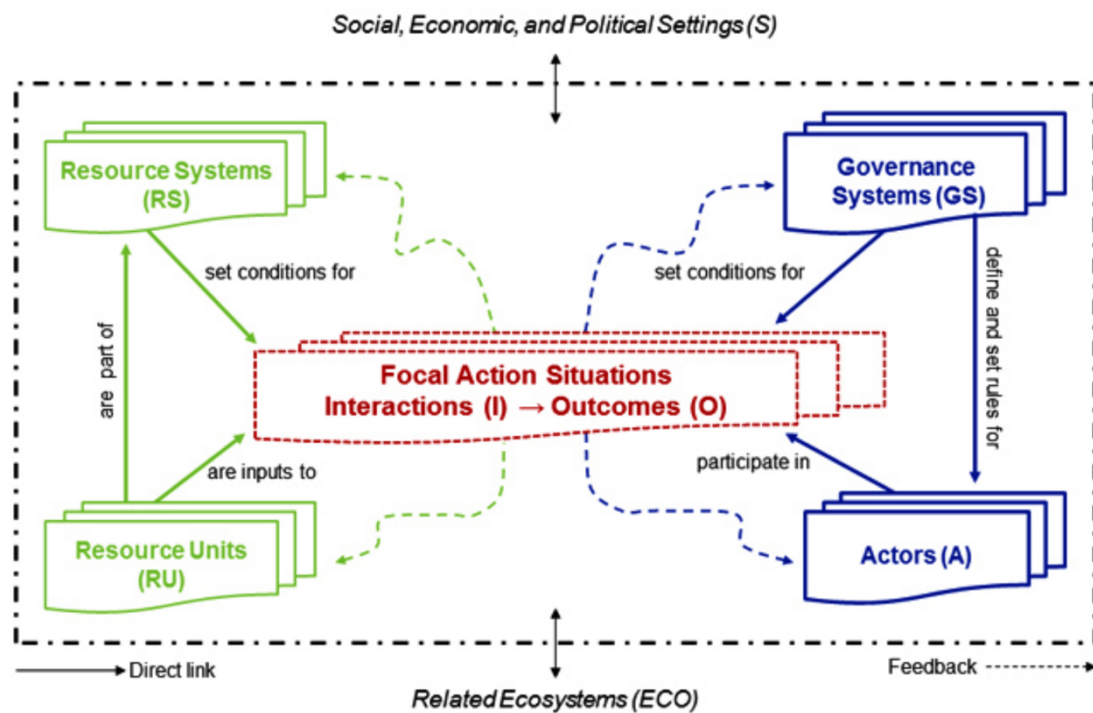 Social, Economic, and Political Settings (S)
Resource Systems
(RS)
Governance
Systems (GS)
set conditions for
set conditions for
are part of
define and set rules for
Focal Action Situations
Interactions (I) → Outcomes (O)
are inputs to
participate in
Resource Units
(RU)
Actors (A)
Direct link
Feedback
Related Ecosystems (ECO)